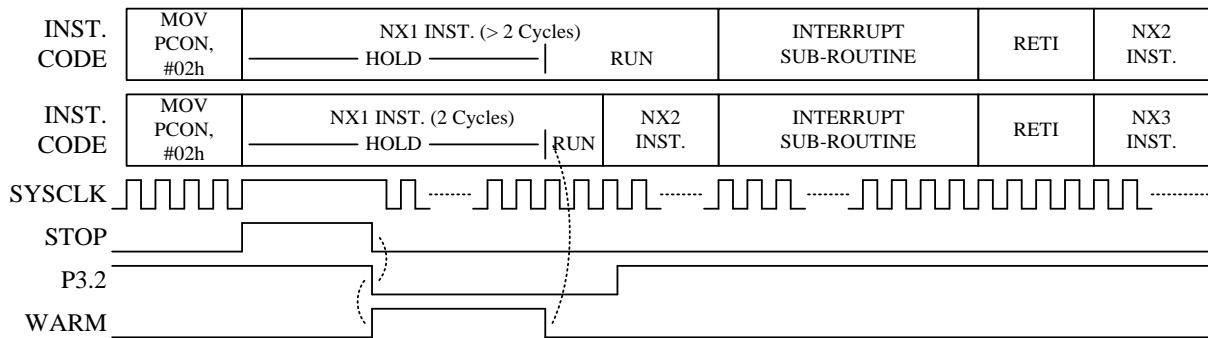 INST. CODE
MOV PCON, #02h
NX1 INST. (> 2 Cycles)
HOLD
RUN
INTERRUPT SUB-ROUTINE
RETI
NX2 INST.
INST. CODE
MOV PCON, #02h
NX1 INST. (2 Cycles)
HOLD
RUN
NX2 INST.
INTERRUPT SUB-ROUTINE
RETI
NX3 INST.
SYSCLK
STOP
P3.2
WARM